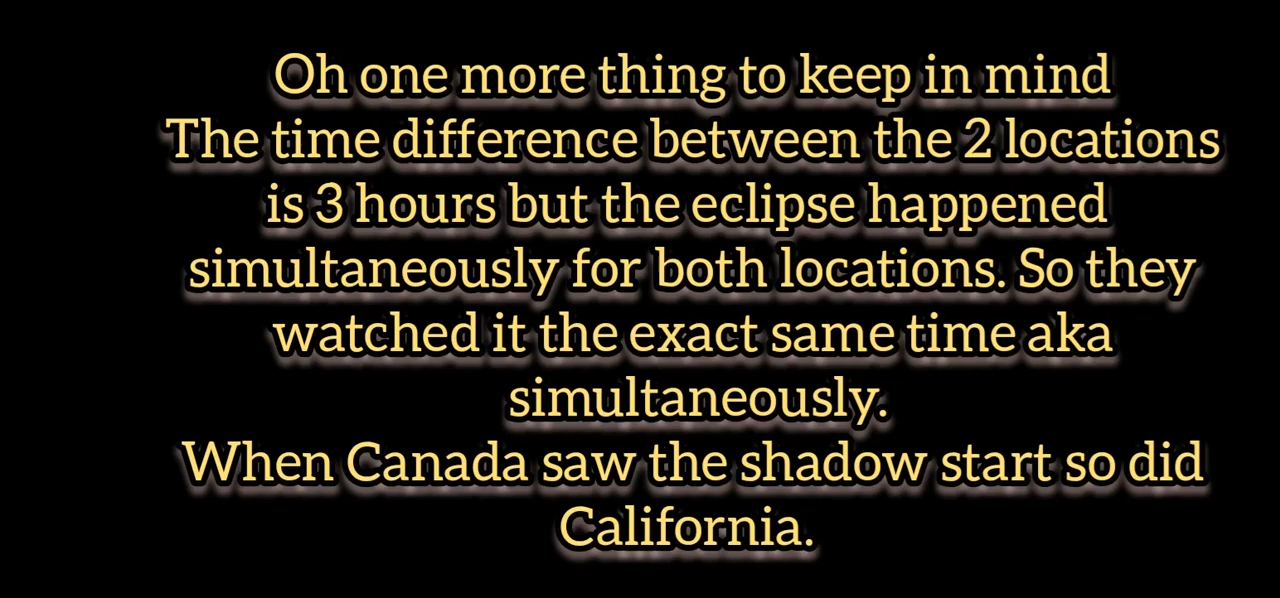 Oh one more thing to keep in mind
The time difference between the 2 locations
is 3 hours but the eclipse happened
simultaneously for both locations. So they
watched it the exact same time aka
simultaneously.
When Canada saw the shadow start so did
California.